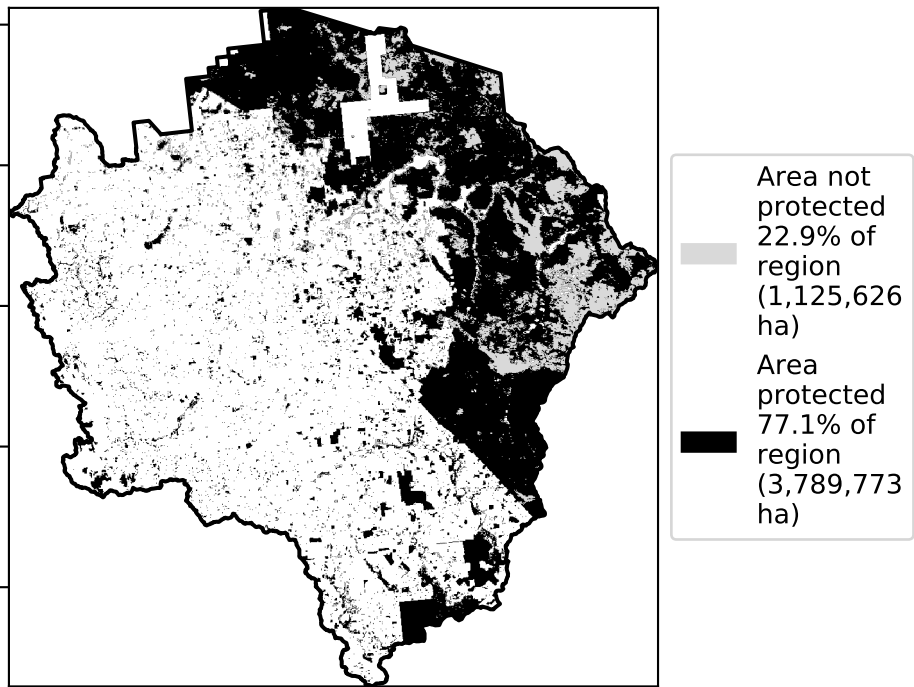 Area not
protected
22.9% of
region
(1,125,626
ha)
Area
protected
77.1% of
region
(3,789,773
ha)